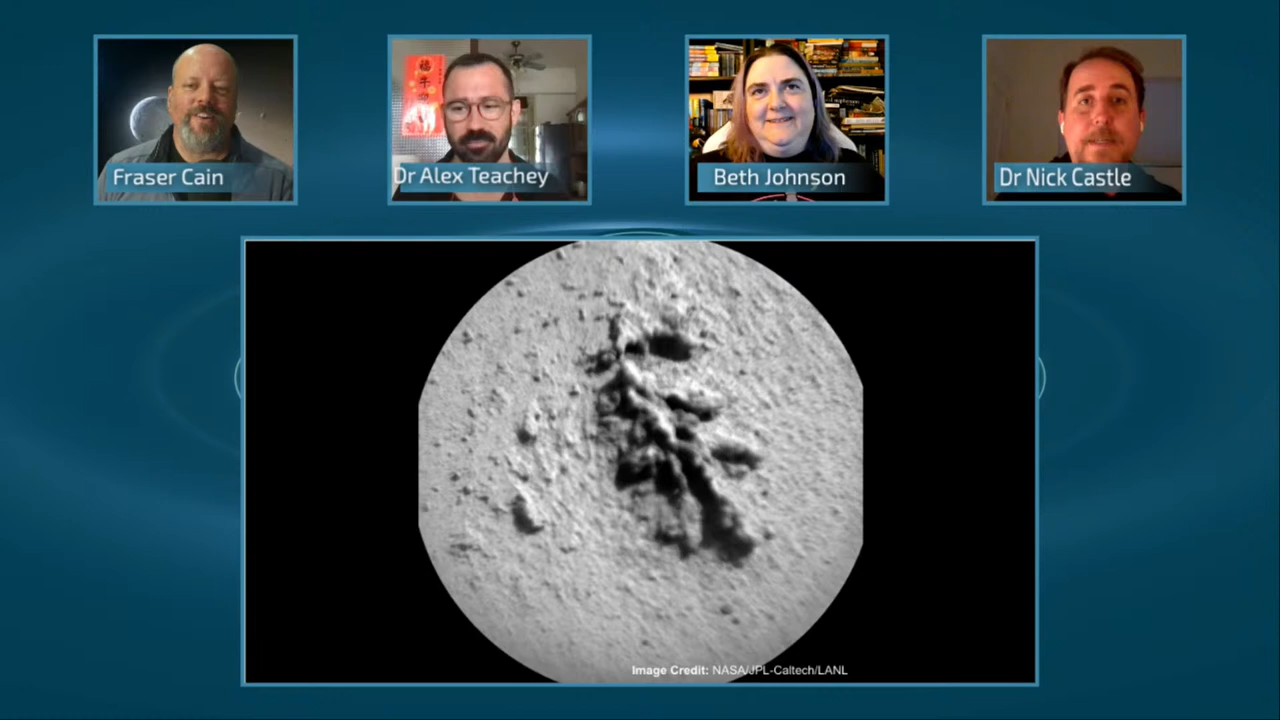 Fraser Cain
Dr Alex Teachey
Beth Johnson
Dr Nick Castle
Image Credit: NASA/JPL-Caltech/LANL